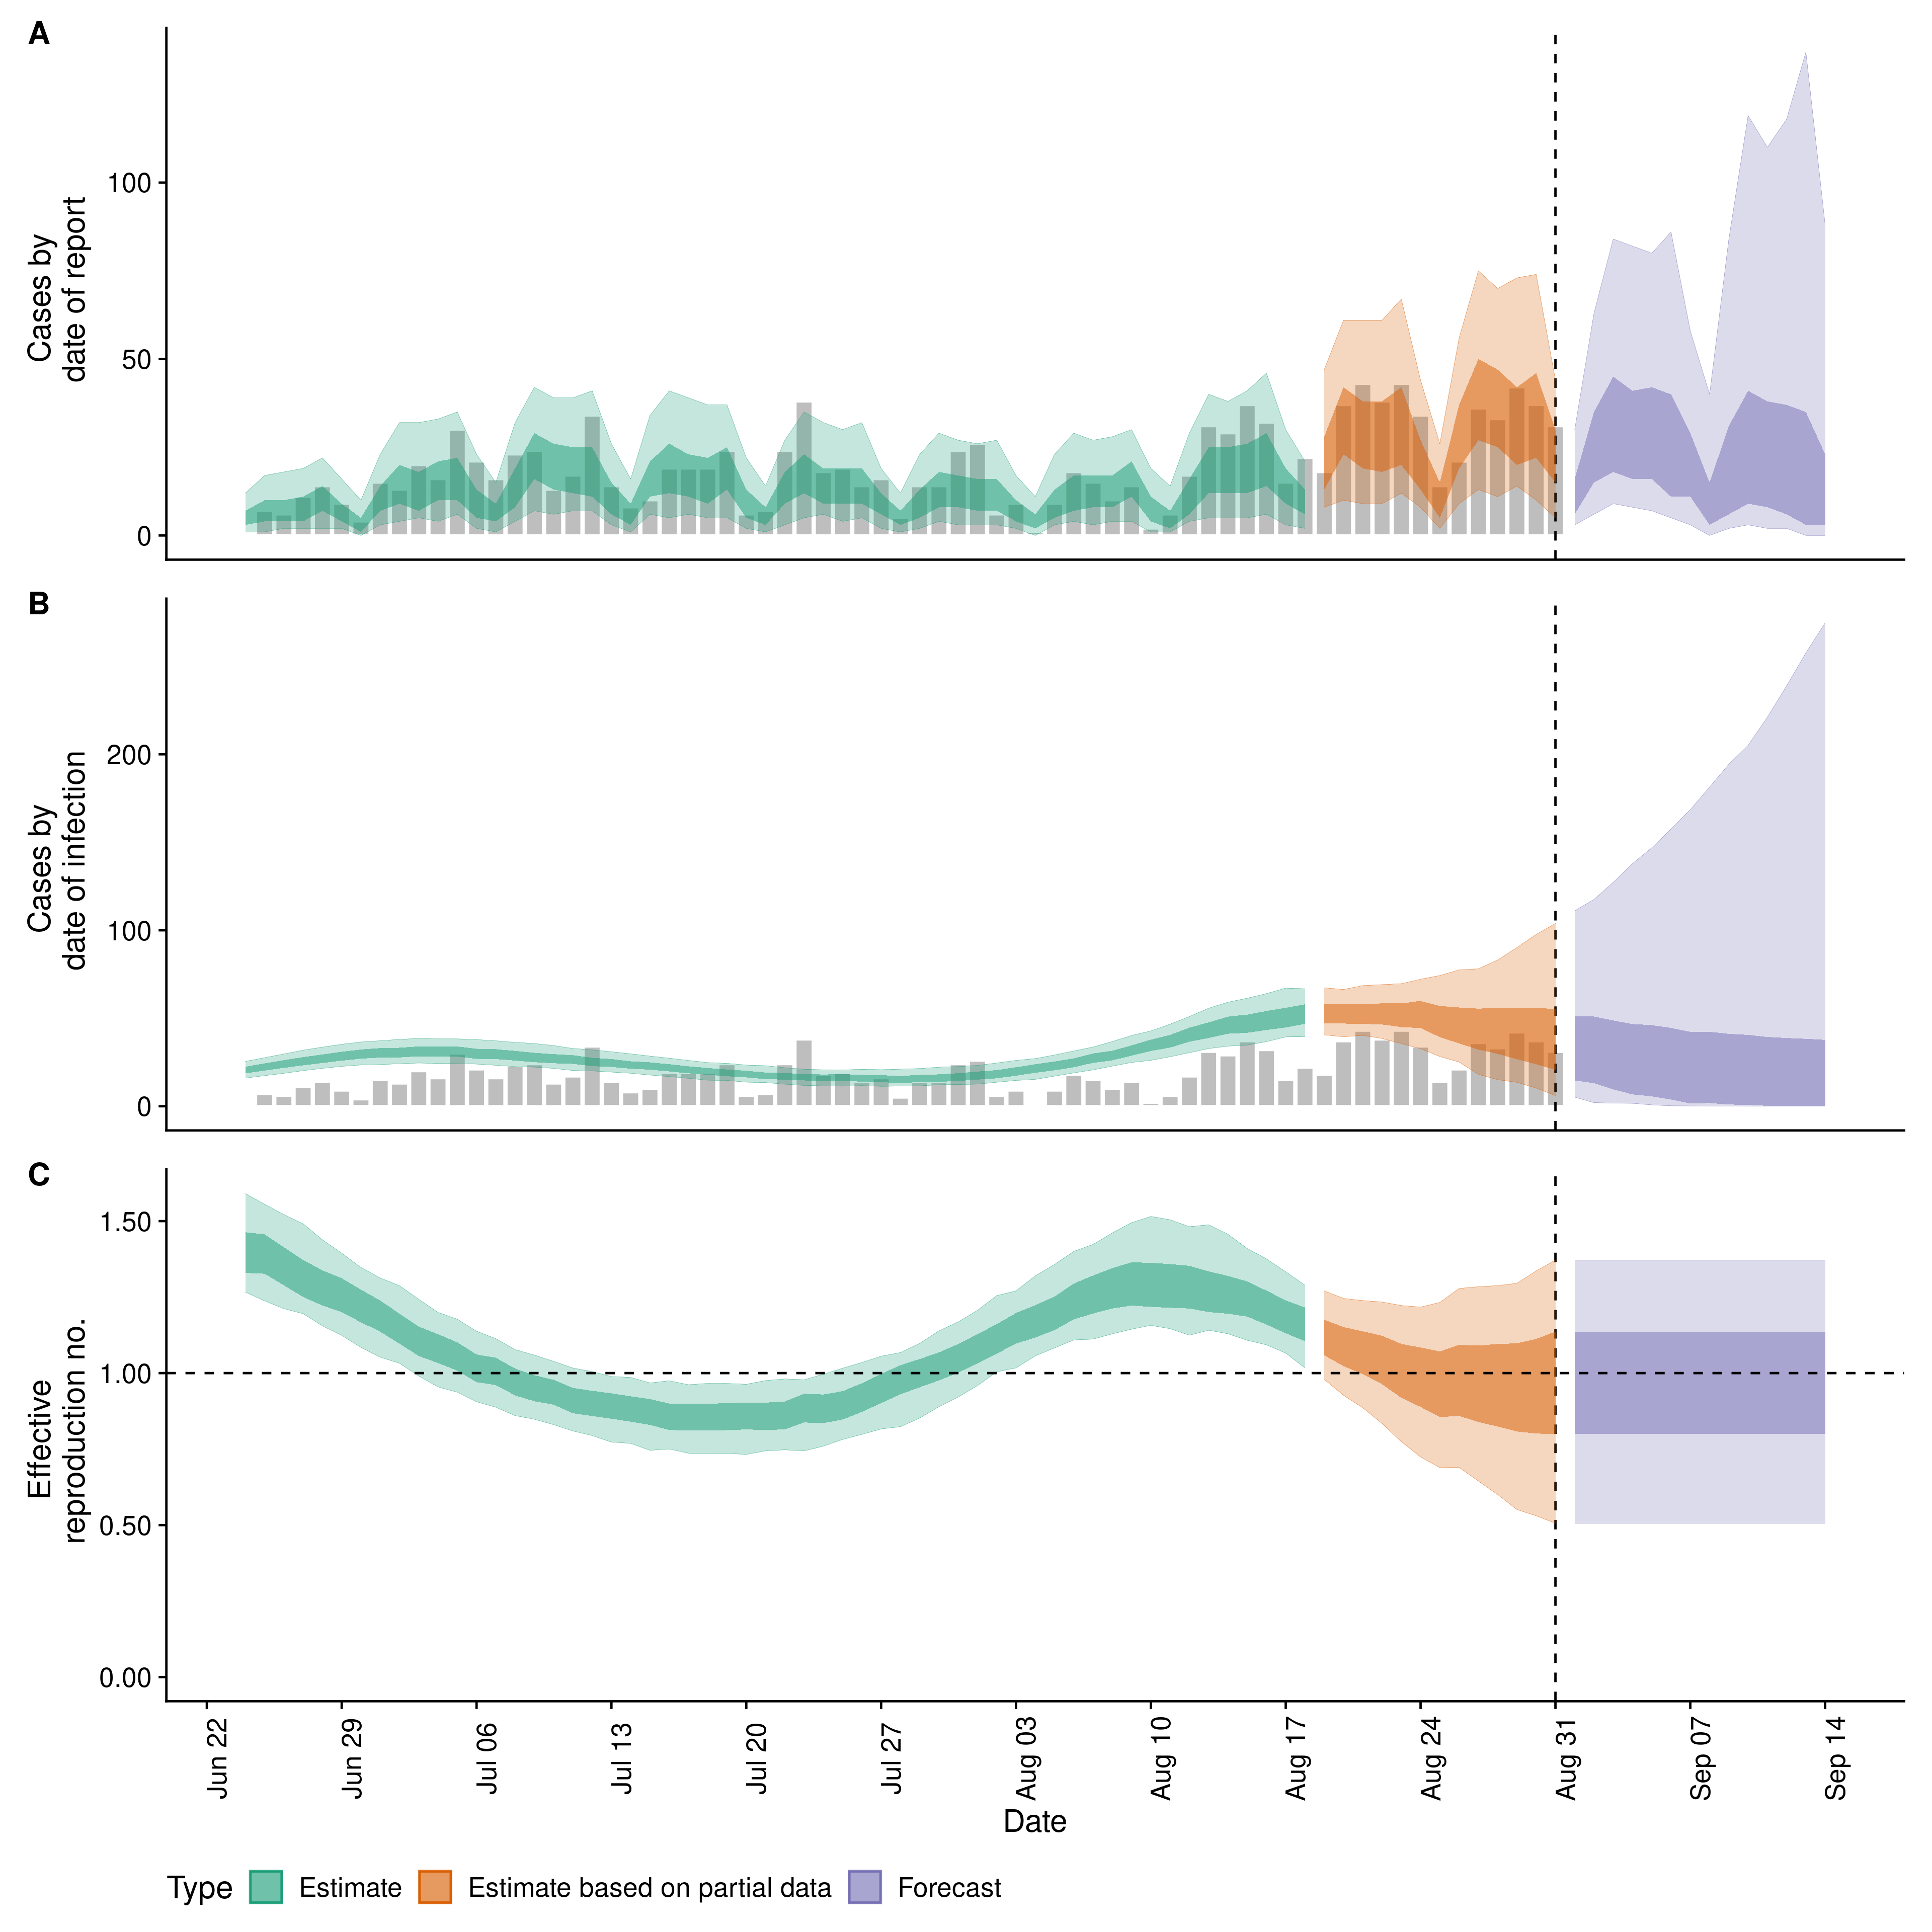 A
Cases by
date of report
100
50
0
B
Cases by
date of infection
200
100
0
C
Effective
reproduction no.
1.50
1.00
0.50
0.00
Jun 22
Jun 29
Jul 06
Jul 13
Jul 20
Jul 27
Aug 03
Aug 10
Aug 17
Aug 24
Aug 31
Sep 07
Sep 14
Date
Type Estimate Estimate based on partial data Forecast